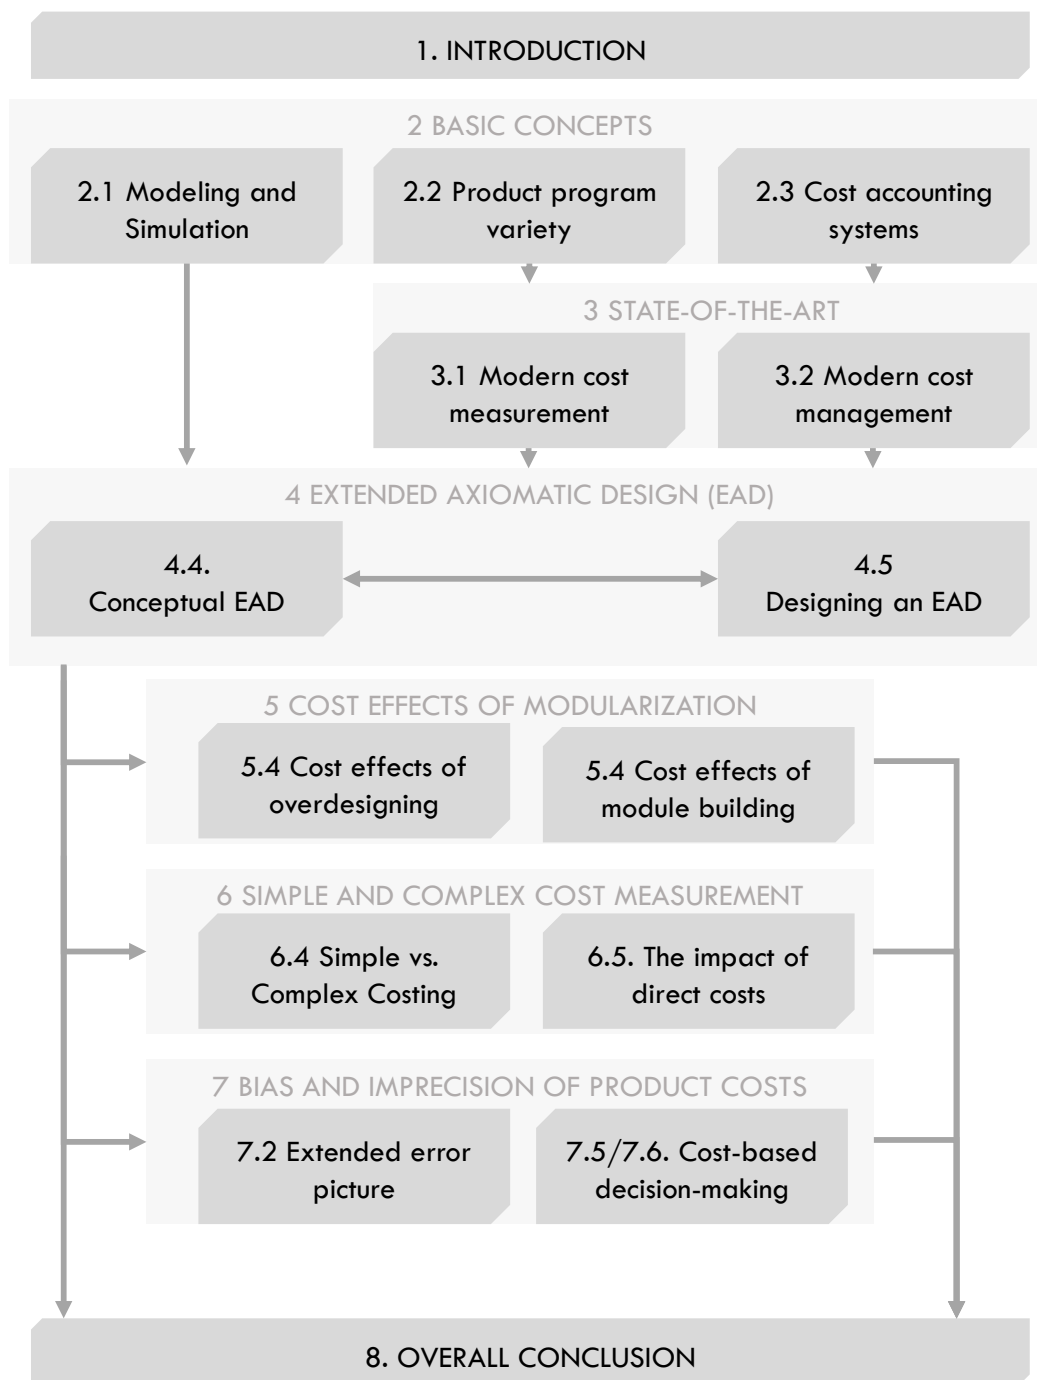 1. INTRODUCTION
2 BASIC CONCEPTS
2.1 Modeling and
Simulation
2.2 Product program
variety
2.3 Cost accounting
systems
3 STATE-OF-THE-ART
3.1 Modern cost
measurement
3.2 Modern cost
management
4 EXTENDED AXIOMATIC DESIGN (EAD)
4.4.
Conceptual EAD
4.5
Designing an EAD
5 COST EFFECTS OF MODULARIZATION
5.4 Cost effects of
overdesigning
5.4 Cost effects of
module building
6 SIMPLE AND COMPLEX COST MEASUREMENT
6.4 Simple vs.
Complex Costing
6.5. The impact of
direct costs
7 BIAS AND IMPRECISION OF PRODUCT COSTS
7.2 Extended error
picture
7.5/7.6. Cost-based
decision-making
8. OVERALL CONCLUSION